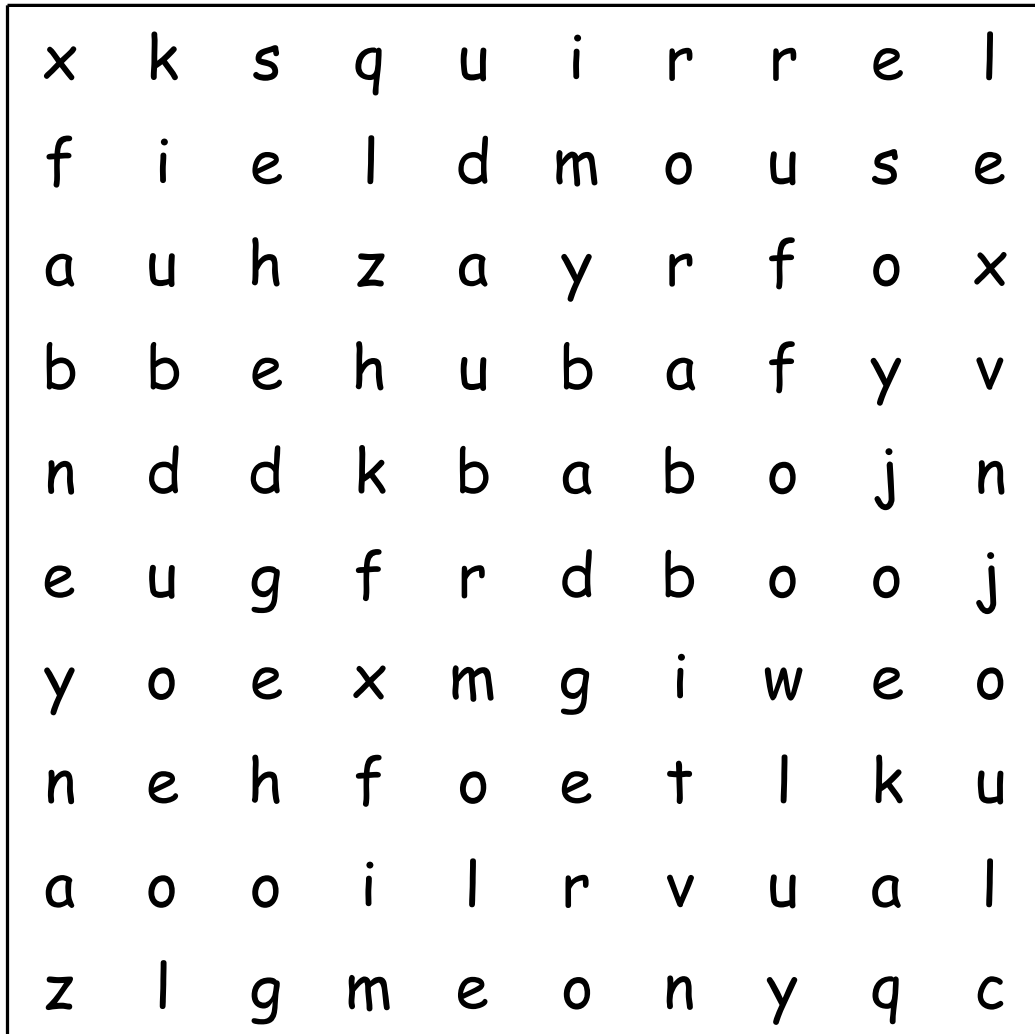 x k s q u i r r e l
f i e l d m o u s e
a u h z a y r f o x
b b e h u b a f y v
n d d k b a b o j n
e u g f r d b o o j
y o e x m g i w e o
n e h f o e t l k u
a o o i l r v u a l
z l g m e o n y q c